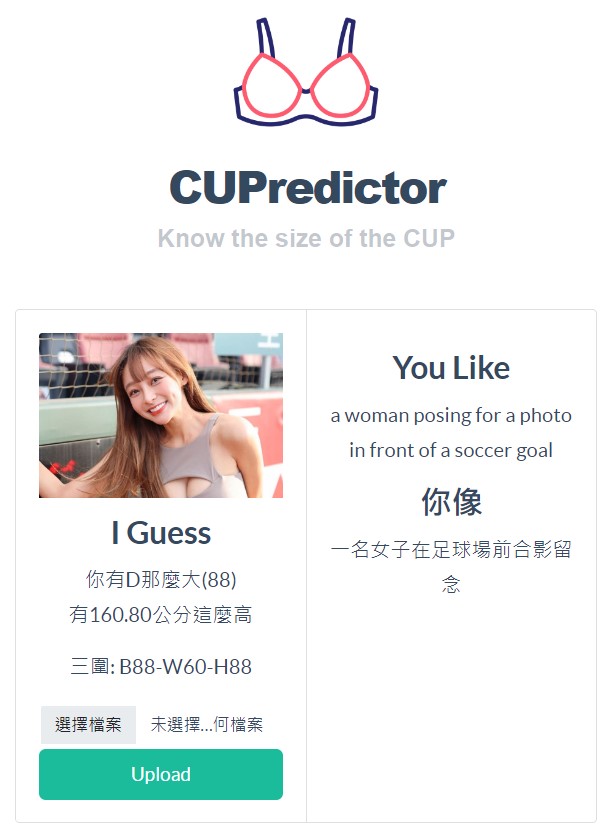 CUPredictor
Know the size of the CUP
I Guess
你有D那麼大(88)
有160.80公分這麼高
三圍: B88-W60-H88
選擇檔案 未選擇...何檔案
Upload
You Like
a woman posing for a photo
in front of a soccer goal
你像
一名女子在足球場前合影留
念